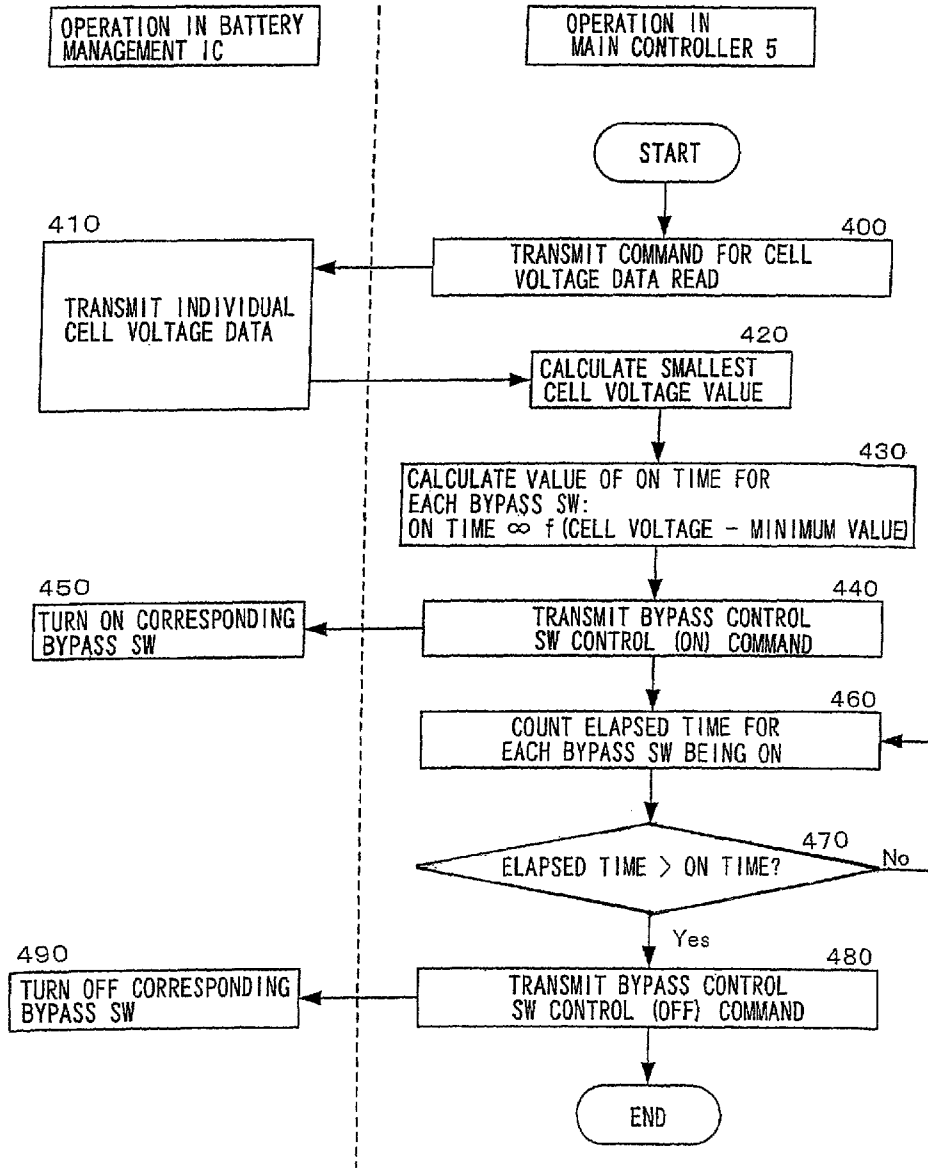 OPERATION IN BATTERY
MANAGEMENT IC
OPERATION IN
MAIN CONTROLLER 5
START
400
TRANSMIT COMMAND FOR CELL
VOLTAGE DATA READ
410
TRANSMIT INDIVIDUAL
CELL VOLTAGE DATA
420
CALCULATE SMALLEST
CELL VOLTAGE VALUE
430
CALCULATE VALUE OF ON TIME FOR
EACH BYPASS SW:
ON TIME ∞ f(CELL VOLTAGE - MINIMUM VALUE)
440
TRANSMIT BYPASS CONTROL
SW CONTROL (ON) COMMAND
450
TURN ON CORRESPONDING
BYPASS SW
460
COUNT ELAPSED TIME FOR
EACH BYPASS SW BEING ON
470
ELAPSED TIME > ON TIME?
No
Yes
480
TRANSMIT BYPASS CONTROL
SW CONTROL (OFF) COMMAND
490
TURN OFF CORRESPONDING
BYPASS SW
END